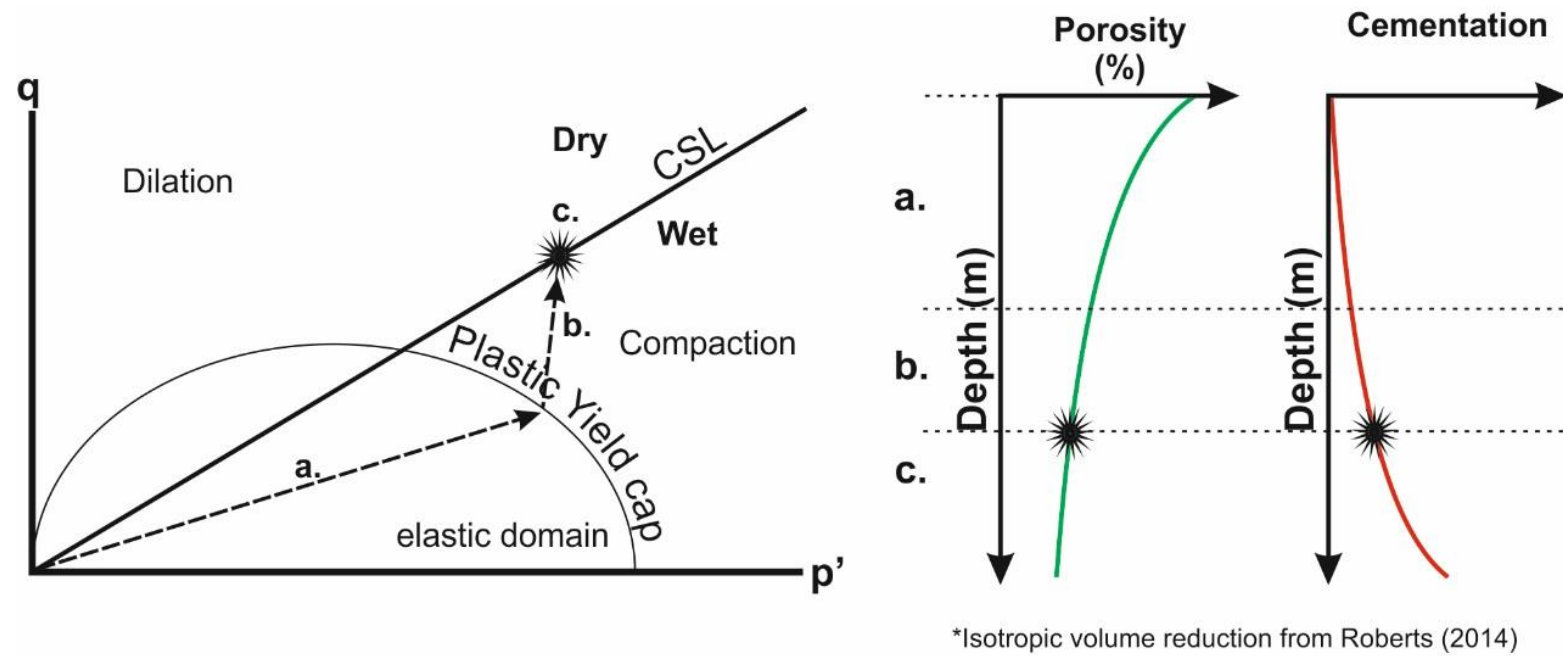 q
Dilation
Dry
CSL
c.
Wet
b.
Compaction
Plastic Yield cap
a.
elastic domain
p’
Porosity
(%)
Cementation
a.
b.
c.
Depth (m)
Depth (m)
*Isotropic volume reduction from Roberts (2014)